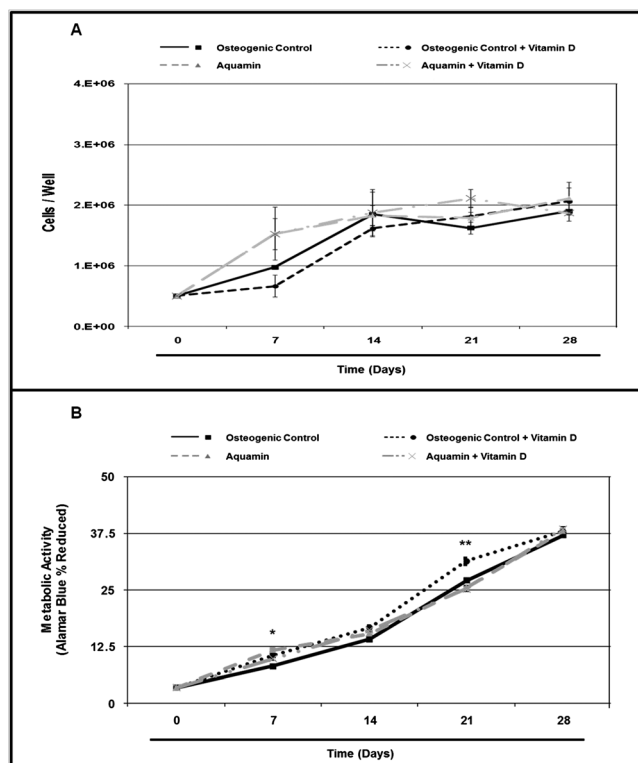 A
Osteogenic Control
Osteogenic Control + Vitamin D
Aquamin
Aquamin + Vitamin D
4.E+06
3.E+06
2.E+06
1.E+06
0.E+00
Cells / Well
0 7 14 21 28
Time (Days)
B
Osteogenic Control
Osteogenic Control + Vitamin D
Aquamin
Aquamin + Vitamin D
50
37.5
25
12.5
0
Metabolic Activity
(Alamar Blue % Reduced)
*
**
0 7 14 21 28
Time (Days)